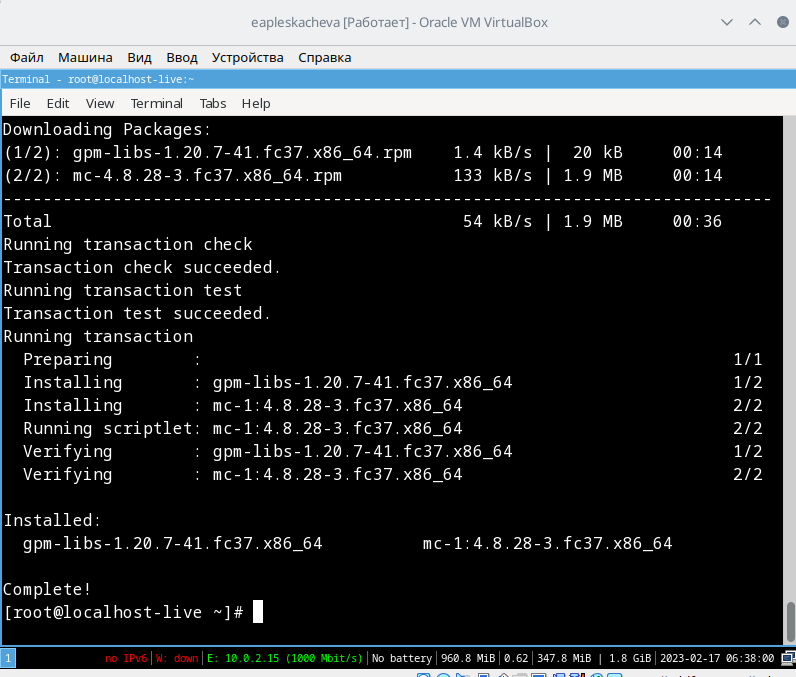 eapleskacheva [Работает] - Oracle VM VirtualBox
Файл Машина Вид Ввод Устройства Справка
Terminal - root@localhost-live:~
File Edit View Terminal Tabs Help
Downloading Packages:
(1/2): gpm-libs-1.20.7-41.fc37.x86_64.rpm 1.4 kB/s | 20 kB 00:14
(2/2): mc-4.8.28-3.fc37.x86_64.rpm 133 kB/s | 1.9 MB 00:14
--------------------------------------------------------------------------------
Total 54 kB/s | 1.9 MB 00:36
Running transaction check
Transaction check succeeded.
Running transaction test
Transaction test succeeded.
Running transaction
Preparing : 1/1
Installing : gpm-libs-1.20.7-41.fc37.x86_64 1/2
Installing : mc-1:4.8.28-3.fc37.x86_64 2/2
Running scriptlet: mc-1:4.8.28-3.fc37.x86_64 2/2
Verifying : gpm-libs-1.20.7-41.fc37.x86_64 1/2
Verifying : mc-1:4.8.28-3.fc37.x86_64 2/2
Installed:
gpm-libs-1.20.7-41.fc37.x86_64 mc-1:4.8.28-3.fc37.x86_64
Complete!
[root@localhost-live ~]#
1 no IPv6|W: down|E: 10.0.2.15 (1000 Mbit/s)|No battery|960.8 MiB|0.62|347.8 MiB | 1.8 GiB|2023-02-17 06:38:00